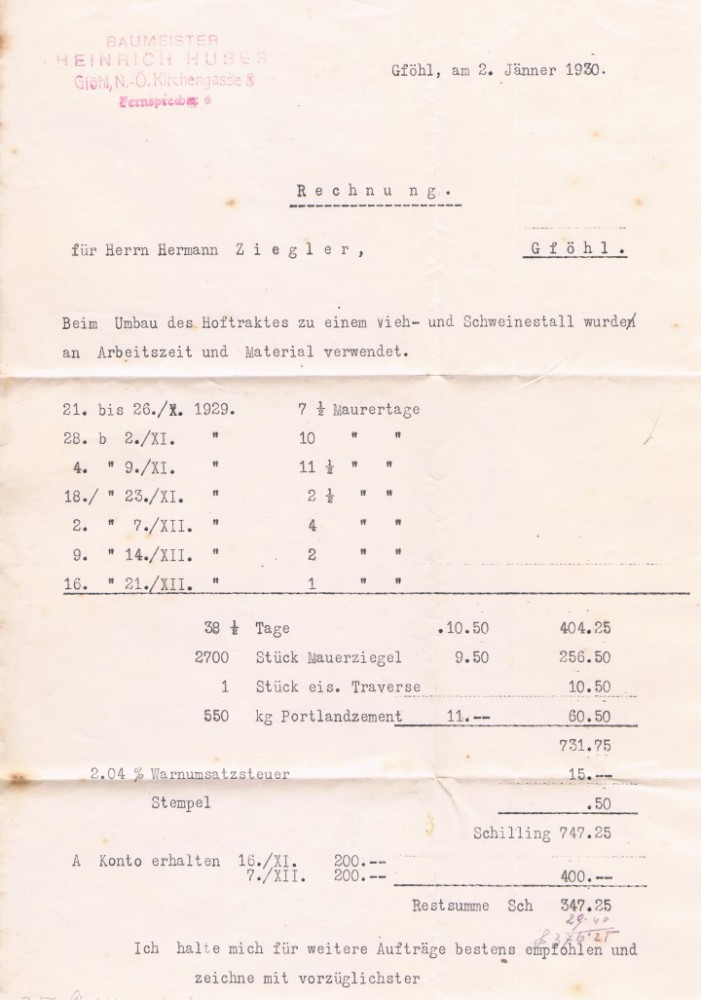 BAUMEISTER
HEINRICH HUBER
Gföhl, N.-Ö. Kirchengasse 8
Fernsprecher 6
Gföhl, am 2. Jänner 1930.
Rechnung.
für Herrn Hermann Ziegler, Gföhl.
Beim Umbau des Hoftraktes zu einem Vieh- und Schweinestall wurden
an Arbeitszeit und Material verwendet.
21. bis 26./X. 1929. 7 ½ Maurertage
28. b 2./XI. " 10 " "
4. " 9./XI. " 11 ½ " "
18./ " 23./XI. " 2 ½ " "
2. " 7./XII. " 4 " "
9. " 14./XII. " 2 " "
16. " 21./XII. " 1 " "
38 ½ Tage .10.50 404.25
2700 Stück Mauerziegel 9.50 256.50
1 Stück eis. Traverse 10.50
550 kg Portlandzement 11.-- 60.50
731.75
2.04 % Warnumsatzsteuer 15.--
Stempel .50
Schilling 747.25
A Konto erhalten 16./XI. 200.--
7./XII. 200.-- 400.--
Restsumme Sch 347.25
29.40
376.25
Ich halte mich für weitere Aufträge bestens empfohlen und
zeichne mit vorzüglichster